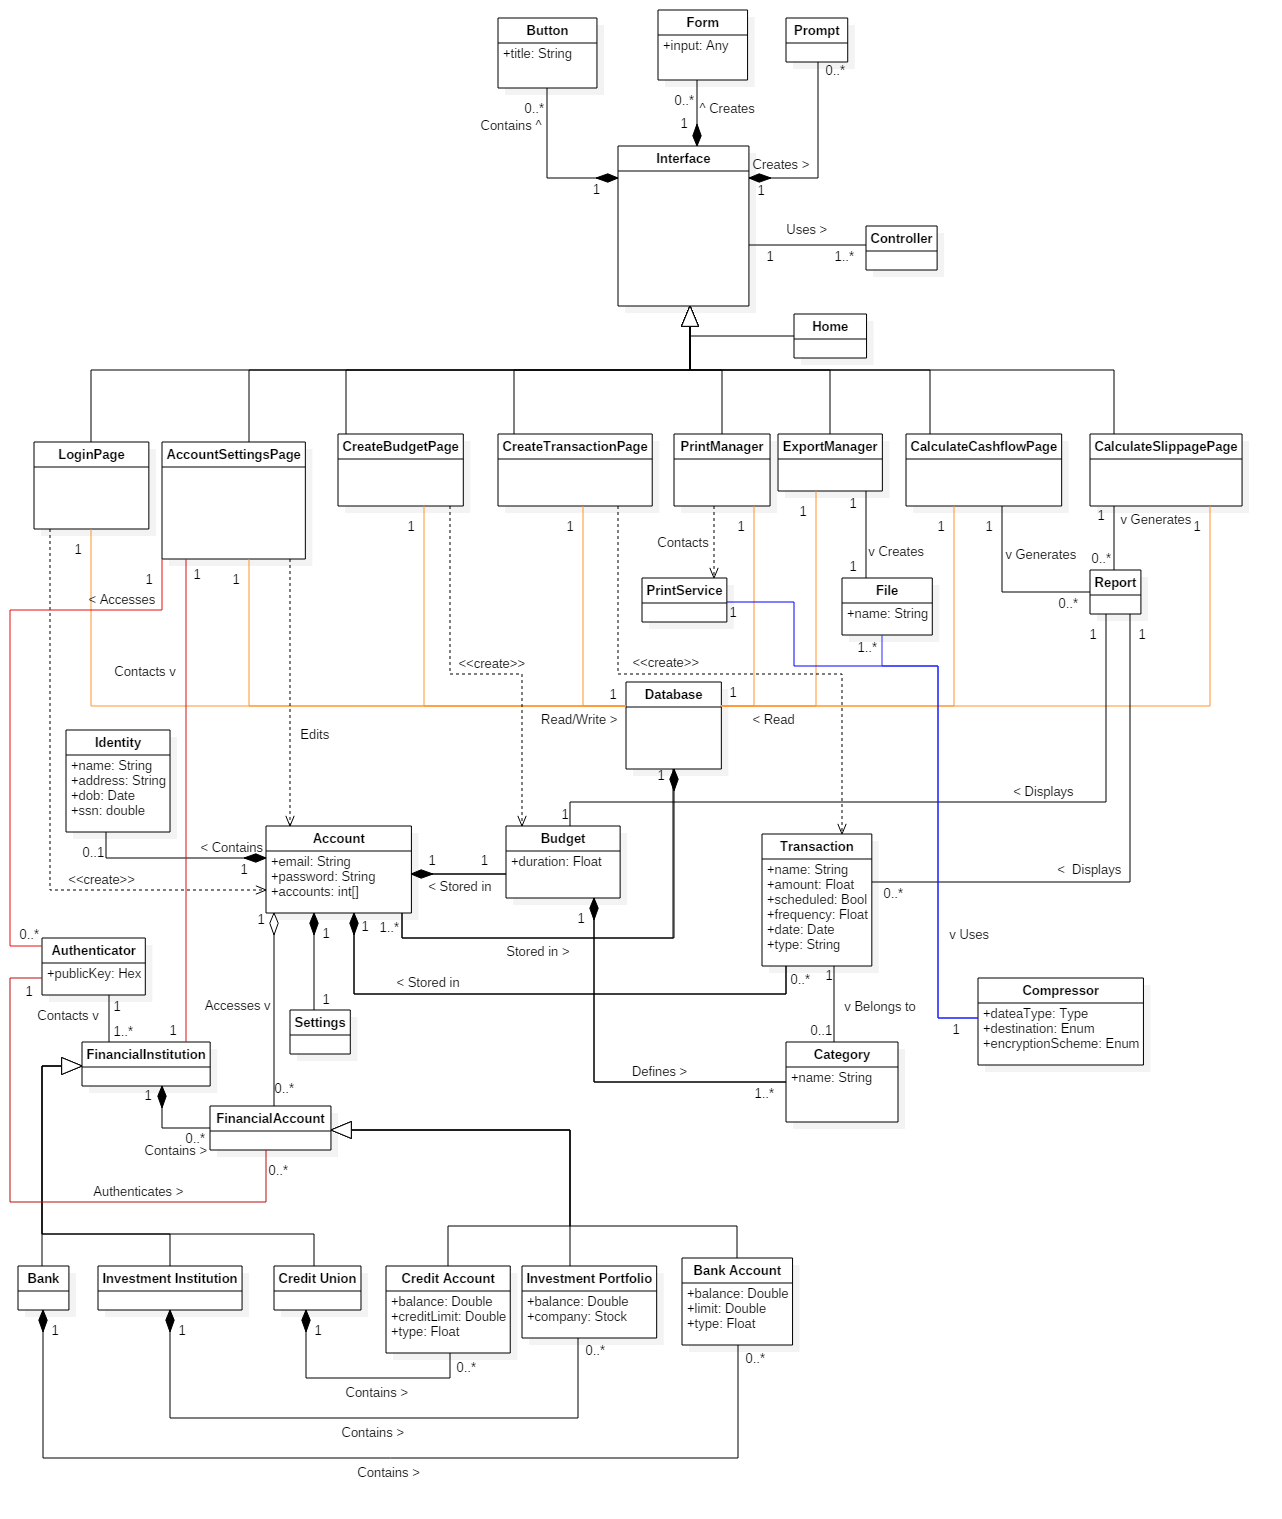 Button
+title: String
Form
+input: Any
Prompt
0..*
0..*
0..*
Contains ^
^ Creates
1
Interface
Creates >
1
1
Uses >
Controller
1
1..*
Home
LoginPage
AccountSettingsPage
CreateBudgetPage
CreateTransactionPage
PrintManager
ExportManager
CalculateCashflowPage
CalculateSlippagePage
1
1
1
1
1
1
1
1
1
v Generates
1
Contacts
v Creates
v Generates
0..*
1
1
1
1
1
< Accesses
PrintService
1
File
+name: String
Report
0..*
1..*
1
1
Contacts v
<<create>>
<<create>>
1
Database
1
Read/Write >
< Read
Edits
Identity
+name: String
+address: String
+dob: Date
+ssn: double
1
< Displays
1
0..1
< Contains
1
Account
+email: String
+password: String
+accounts: int[]
1
1
< Stored in
Budget
+duration: Float
Transaction
+name: String
+amount: Float
+scheduled: Bool
+frequency: Float
+date: Date
+type: String
<  Displays
0..*
<<create>>
0..*
Authenticator
+publicKey: Hex
1
1
1
1
1..*
1
Stored in >
v Uses
< Stored in
0..*
1
1
1
Contacts v
1..*
1
Accesses v
1
Settings
v Belongs to
0..1
Compressor
+dateaType: Type
+destination: Enum
+encryptionScheme: Enum
1
FinancialInstitution
Category
+name: String
Defines >
1..*
1
0..*
0..*
Contains >
FinancialAccount
0..*
Authenticates >
Bank
Investment Institution
Credit Union
Credit Account
+balance: Double
+creditLimit: Double
+type: Float
Investment Portfolio
+balance: Double
+company: Stock
Bank Account
+balance: Double
+limit: Double
+type: Float
1
1
1
0..*
0..*
0..*
Contains >
Contains >
Contains >